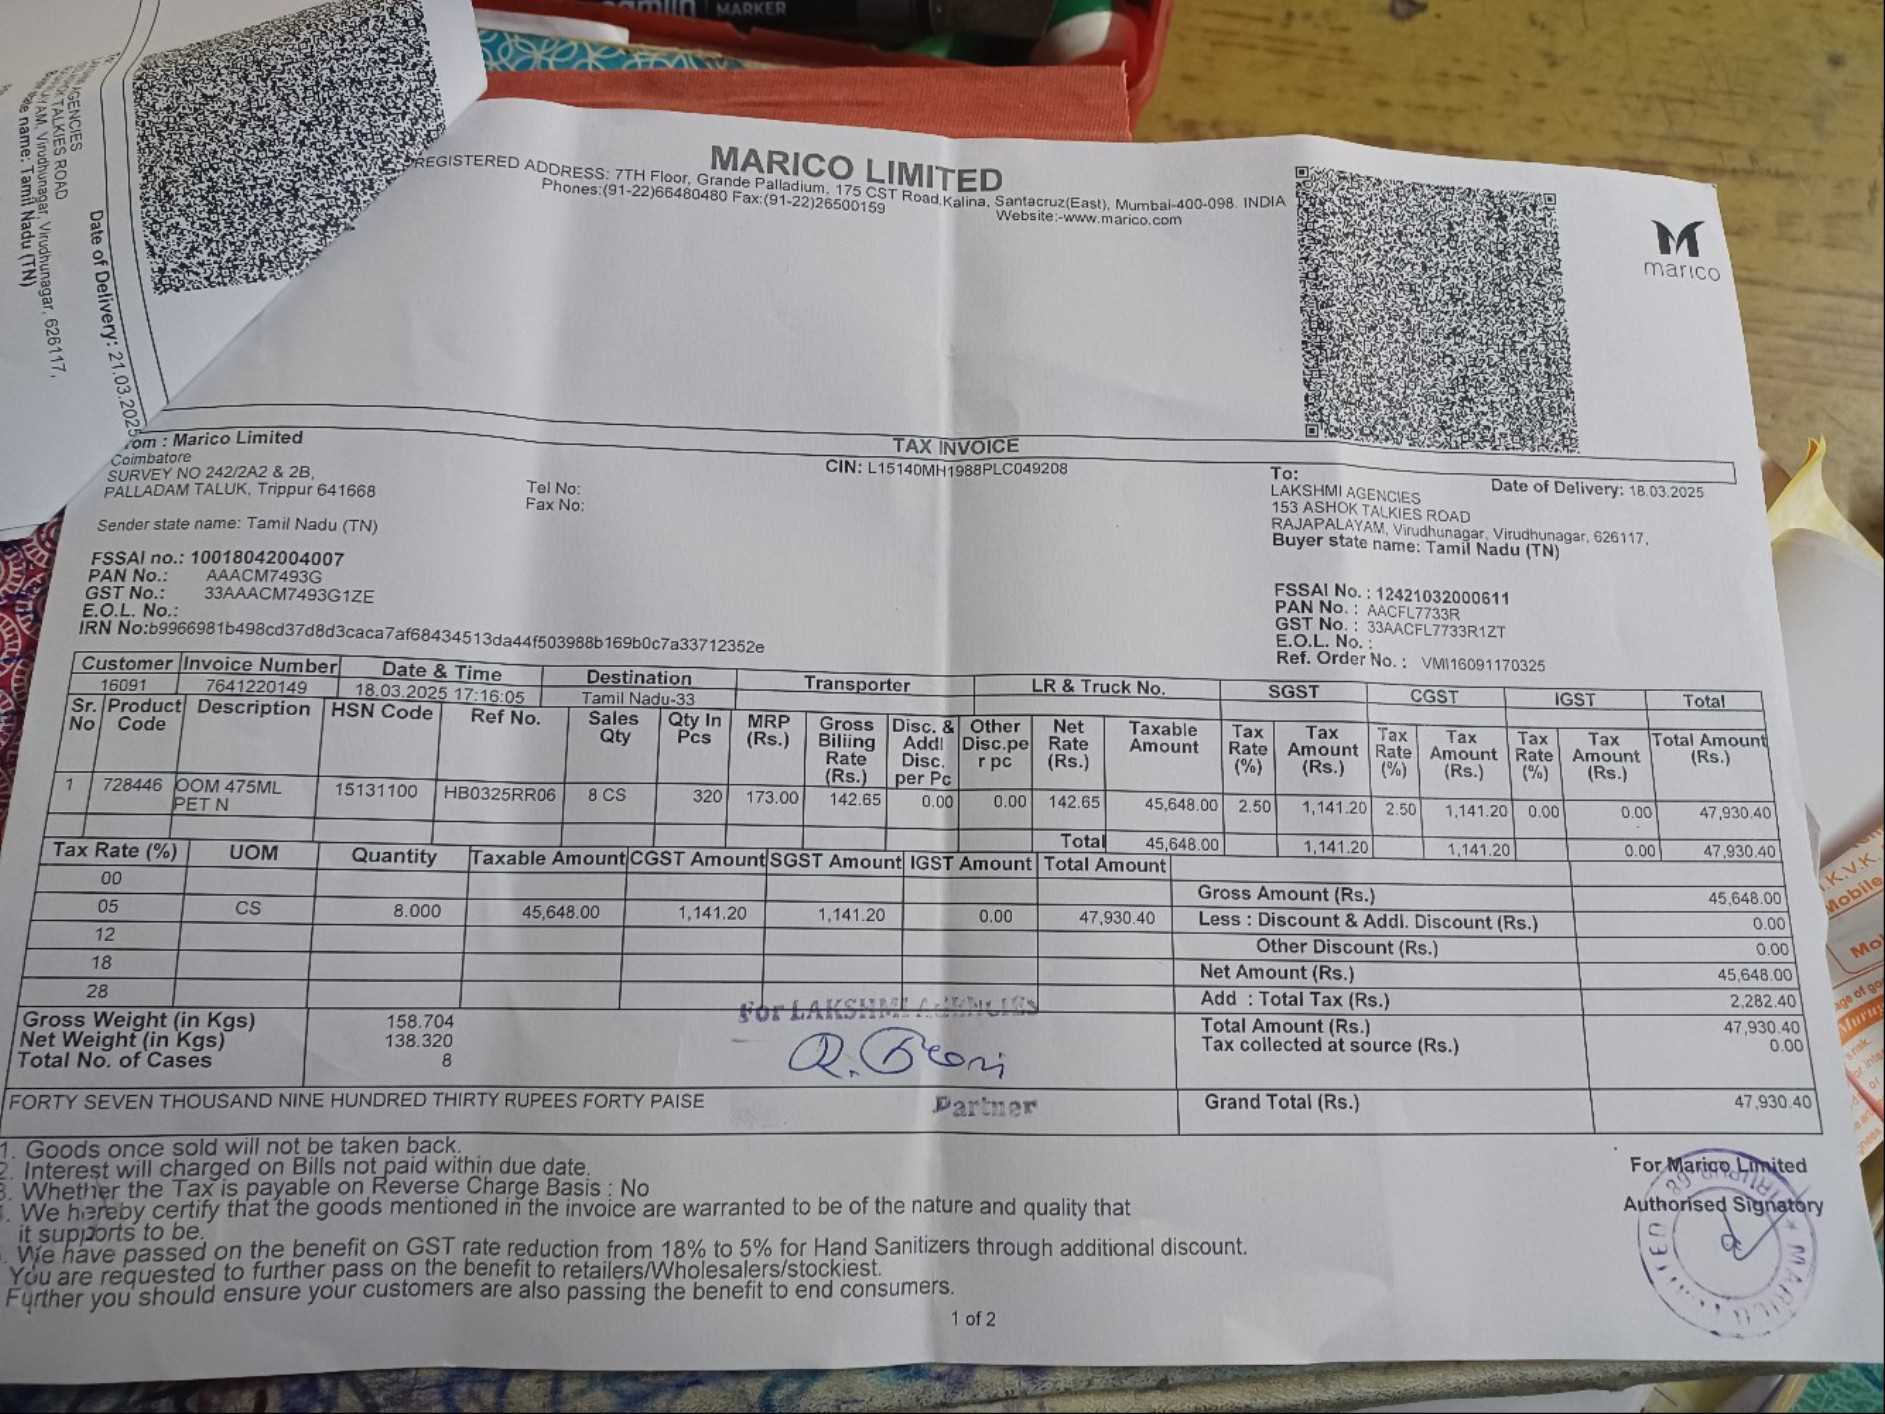 MARKER
AGENCIES
TALKIES ROAD
Virudhunagar, Virudhunagar, 626117,
name: Tamil Nadu (TN)
Date of Delivery: 21.03.2025
MARICO LIMITED
REGISTERED ADDRESS: 7TH Floor, Grande Palladium, 175 CST Road,Kalina, Santacruz(East), Mumbai-400-098. INDIA
Phones:(91-22)66480480 Fax:(91-22)26500159 Website:-www.marico.com
marico
TAX INVOICE
CIN: L15140MH1988PLC049208
om : Marico Limited
Coimbatore
SURVEY NO 242/2A2 & 2B,
PALLADAM TALUK, Trippur 641668
Sender state name: Tamil Nadu (TN)
Tel No:
Fax No:
To:
Date of Delivery: 18.03.2025
LAKSHMI AGENCIES
153 ASHOK TALKIES ROAD
RAJAPALAYAM, Virudhunagar, Virudhunagar, 626117,
Buyer state name: Tamil Nadu (TN)
FSSAI no.: 10018042004007
PAN No.: AAACM7493G
GST No.: 33AAACM7493G1ZE
E.O.L. No.:
IRN No:b9966981b498cd37d8d3caca7af68434513da44f503988b169b0c7a33712352e
FSSAI No. : 12421032000611
PAN No. : AACFL7733R
GST No. : 33AACFL7733R1ZT
E.O.L. No. :
Ref. Order No. : VMI16091170325
Customer Invoice Number Date & Time Destination Transporter LR & Truck No. SGST CGST IGST Total
16091 7641220149 18.03.2025 17:16:05 Tamil Nadu-33
Sr. No Product Code Description HSN Code Ref No. Sales Qty Qty In Pcs MRP (Rs.) Gross Biliing Rate (Rs.) Disc. & Addl Disc. per Pc Other Disc.pe r pc Net Rate (Rs.) Taxable Amount Tax Rate (%) Tax Amount (Rs.) Tax Rate (%) Tax Amount (Rs.) Tax Rate (%) Tax Amount (Rs.) Total Amount (Rs.)
1 728446 OOM 475ML PET N 15131100 HB0325RR06 8 CS 320 173.00 142.65 0.00 0.00 142.65 45,648.00 2.50 1,141.20 2.50 1,141.20 0.00 0.00 47,930.40
Total 45,648.00 1,141.20 1,141.20 0.00 47,930.40
Tax Rate (%) UOM Quantity Taxable Amount CGST Amount SGST Amount IGST Amount Total Amount
00
05 CS 8.000 45,648.00 1,141.20 1,141.20 0.00 47,930.40
12
18
28
Gross Amount (Rs.) 45,648.00
Less : Discount & Addl. Discount (Rs.) 0.00
Other Discount (Rs.) 0.00
Net Amount (Rs.) 45,648.00
Add : Total Tax (Rs.) 2,282.40
Total Amount (Rs.) 47,930.40
Tax collected at source (Rs.) 0.00
Gross Weight (in Kgs) 158.704
Net Weight (in Kgs) 138.320
Total No. of Cases 8
For LAKSHMI AGENCIES
Partner
FORTY SEVEN THOUSAND NINE HUNDRED THIRTY RUPEES FORTY PAISE
Grand Total (Rs.) 47,930.40
1. Goods once sold will not be taken back.
2. Interest will charged on Bills not paid within due date.
3. Whether the Tax is payable on Reverse Charge Basis : No
. We hereby certify that the goods mentioned in the invoice are warranted to be of the nature and quality that
it supports to be.
. We have passed on the benefit on GST rate reduction from 18% to 5% for Hand Sanitizers through additional discount.
You are requested to further pass on the benefit to retailers/Wholesalers/stockiest.
Further you should ensure your customers are also passing the benefit to end consumers.
For Marico Limited
Authorised Signatory
1 of 2
K.V.K.
Mobile
Mo